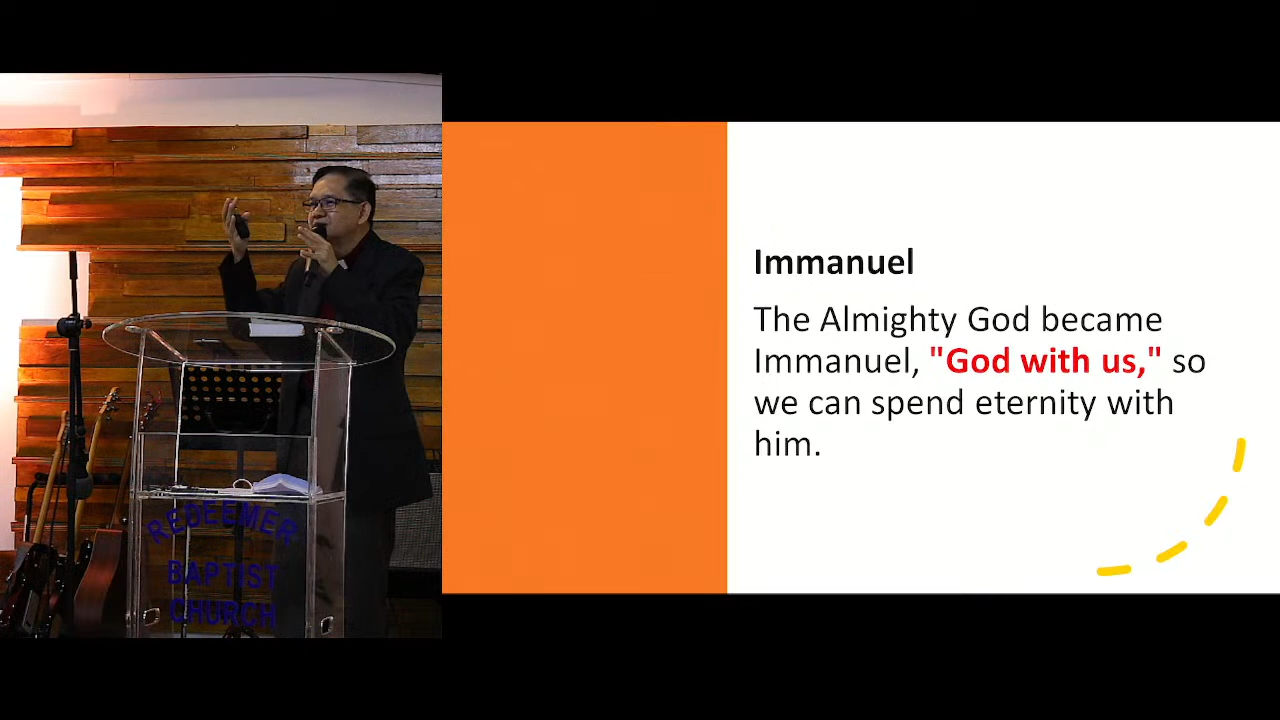 REDEEMER
BAPTIST
CHURCH
Immanuel
The Almighty God became
Immanuel, "God with us," so
we can spend eternity with
him.